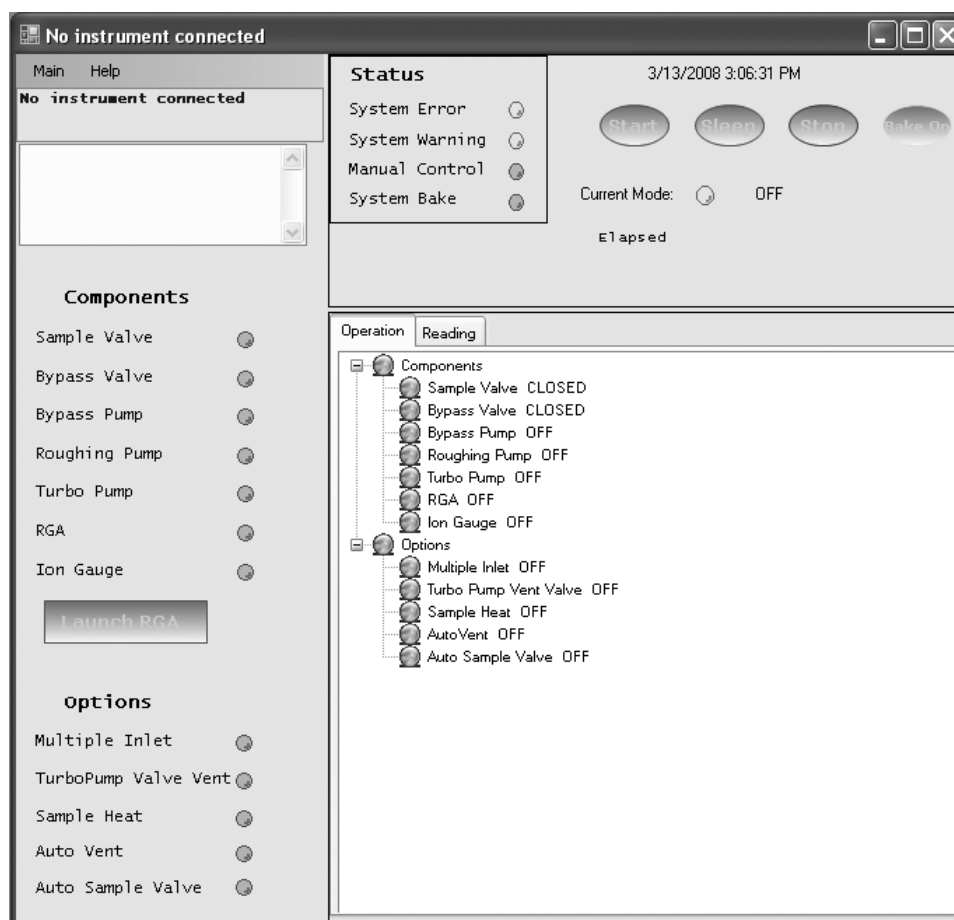 No instrument connected
Main Help
No instrument connected
Status
System Error
System Warning
Manual Control
System Bake
3/13/2008 3:06:31 PM
Start Sleep Stop Bake On
Current Mode: OFF
Elapsed
Components
Sample Valve
Bypass Valve
Bypass Pump
Roughing Pump
Turbo Pump
RGA
Ion Gauge
Launch RGA
Options
Multiple Inlet
TurboPump Valve Vent
Sample Heat
Auto Vent
Auto Sample Valve
Operation Reading
Components
Sample Valve CLOSED
Bypass Valve CLOSED
Bypass Pump OFF
Roughing Pump OFF
Turbo Pump OFF
RGA OFF
Ion Gauge OFF
Options
Multiple Inlet OFF
Turbo Pump Vent Valve OFF
Sample Heat OFF
AutoVent OFF
Auto Sample Valve OFF